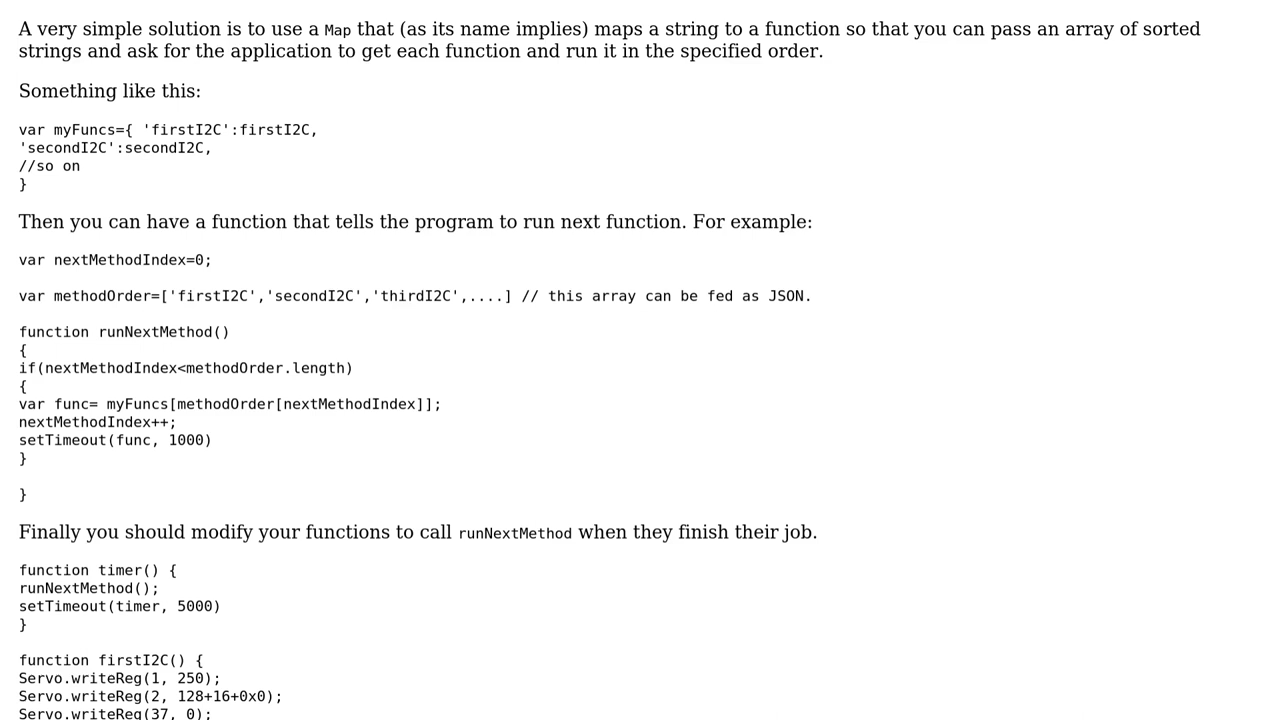 A very simple solution is to use a Map that (as its name implies) maps a string to a function so that you can pass an array of sorted
strings and ask for the application to get each function and run it in the specified order.
Something like this:
var myFuncs={ 'firstI2C':firstI2C,
'secondI2C':secondI2C,
//so on
}
Then you can have a function that tells the program to run next function. For example:
var nextMethodIndex=0;
var methodOrder=['firstI2C','secondI2C','thirdI2C',....] // this array can be fed as JSON.
function runNextMethod()
{
if(nextMethodIndex<methodOrder.length)
{
var func= myFuncs[methodOrder[nextMethodIndex]];
nextMethodIndex++;
setTimeout(func, 1000)
}
}
Finally you should modify your functions to call runNextMethod when they finish their job.
function timer() {
runNextMethod();
setTimeout(timer, 5000)
}
function firstI2C() {
Servo.writeReg(1, 250);
Servo.writeReg(2, 128+16+0x0);
Servo.writeReg(37, 0);